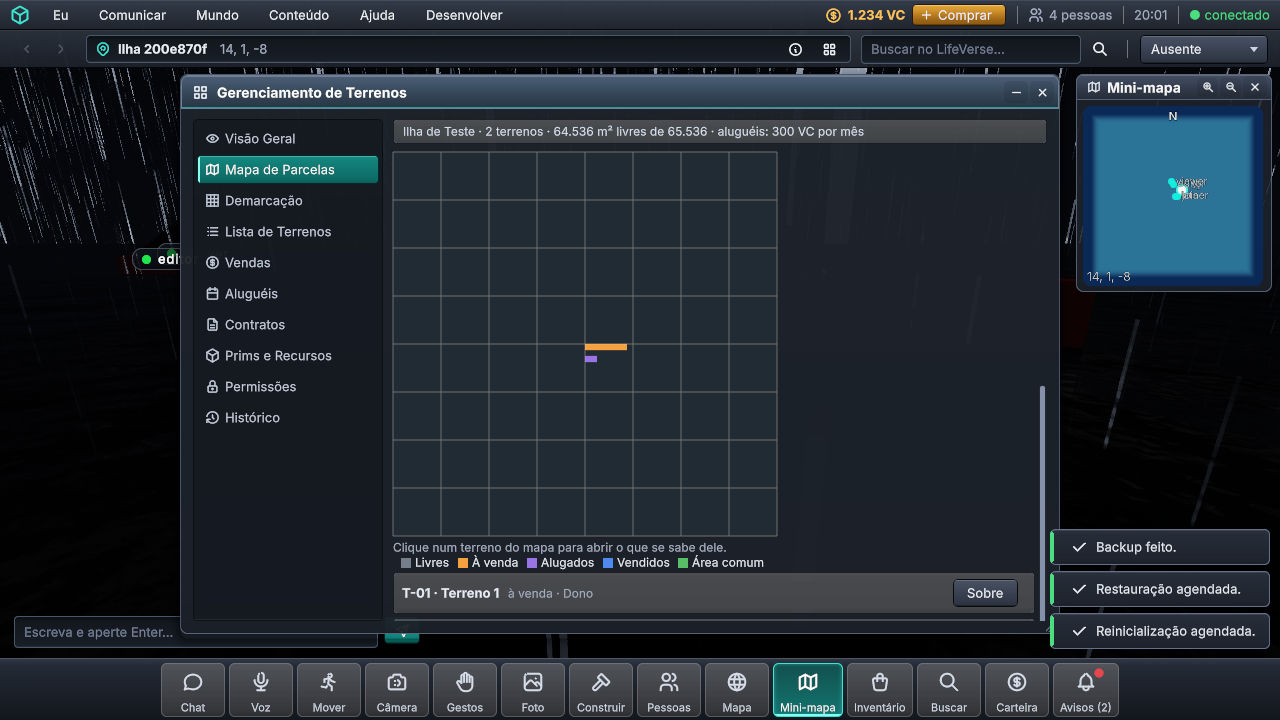 Eu Comunicar Mundo Conteúdo Ajuda Desenvolver 1.234 VC + Comprar 4 pessoas 20:01 conectado
Ilha 200e870f 14, 1, -8 Buscar no LifeVerse... Ausente
Gerenciamento de Terrenos
Mini-mapa
N
14, 1, -8
Visão Geral
Mapa de Parcelas
Demarcação
Lista de Terrenos
Vendas
Aluguéis
Contratos
Prims e Recursos
Permissões
Histórico
Ilha de Teste · 2 terrenos · 64.536 m² livres de 65.536 · aluguéis: 300 VC por mês
Clique num terreno do mapa para abrir o que se sabe dele.
Livres À venda Alugados Vendidos Área comum
T-01 · Terreno 1 à venda · Dono Sobre
Backup feito.
Restauração agendada.
Reinicialização agendada.
Escreva e aperte Enter...
Chat Voz Mover Câmera Gestos Foto Construir Pessoas Mapa Mini-mapa Inventário Buscar Carteira Avisos (2)